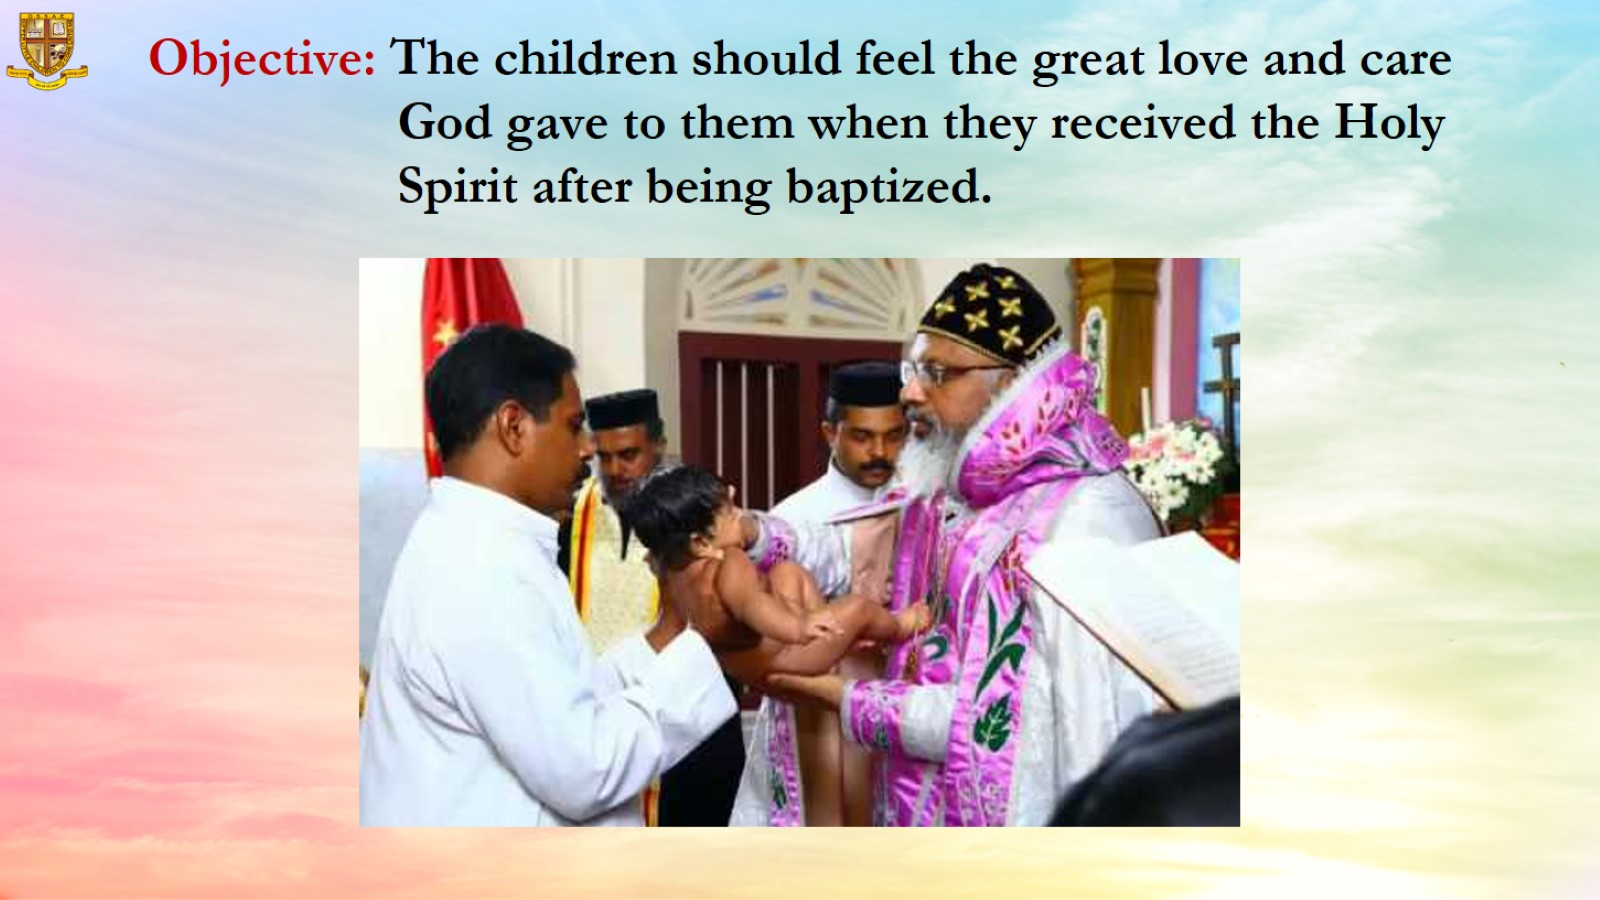 Objective: The children should feel the great love and care
God gave to them when they received the Holy
Spirit after being baptized.